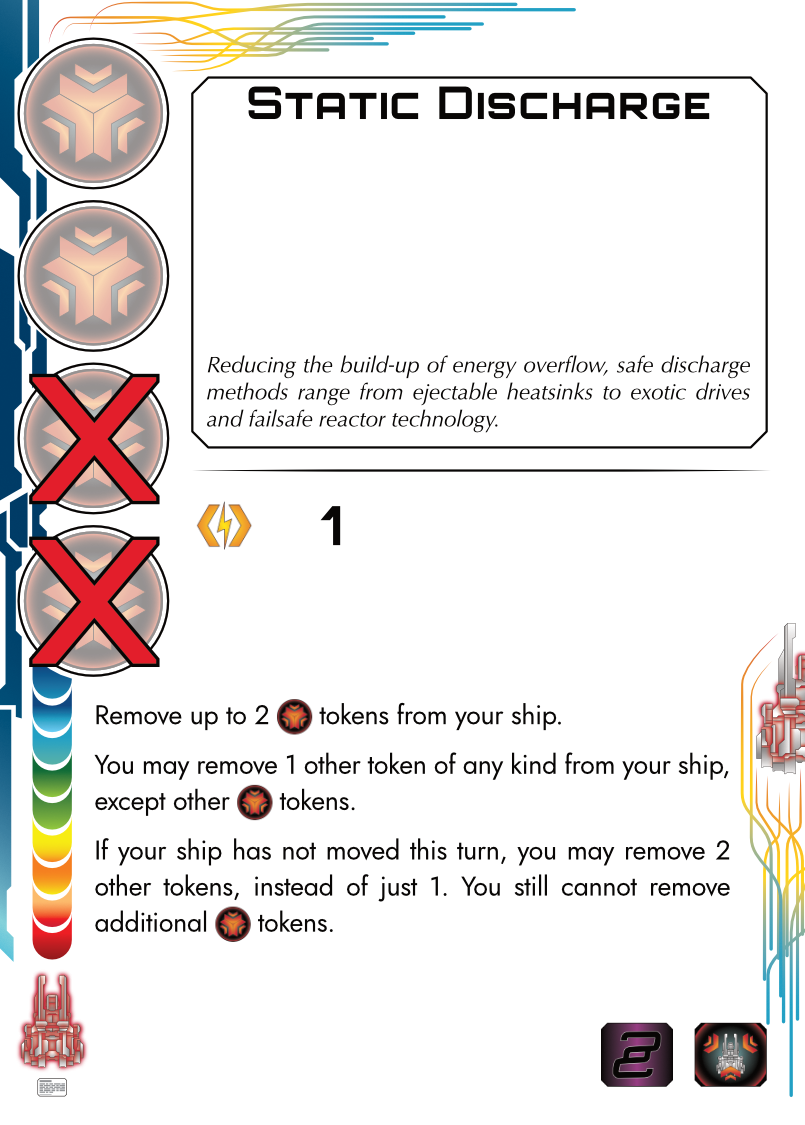 Static Discharge
Reducing the build-up of energy overflow, safe discharge
methods range from ejectable heatsinks to exotic drives
and failsafe reactor technology.
1
Remove up to 2 tokens from your ship.
You may remove 1 other token of any kind from your ship,
except other tokens.
If your ship has not moved this turn, you may remove 2
other tokens, instead of just 1. You still cannot remove
additional tokens.
2